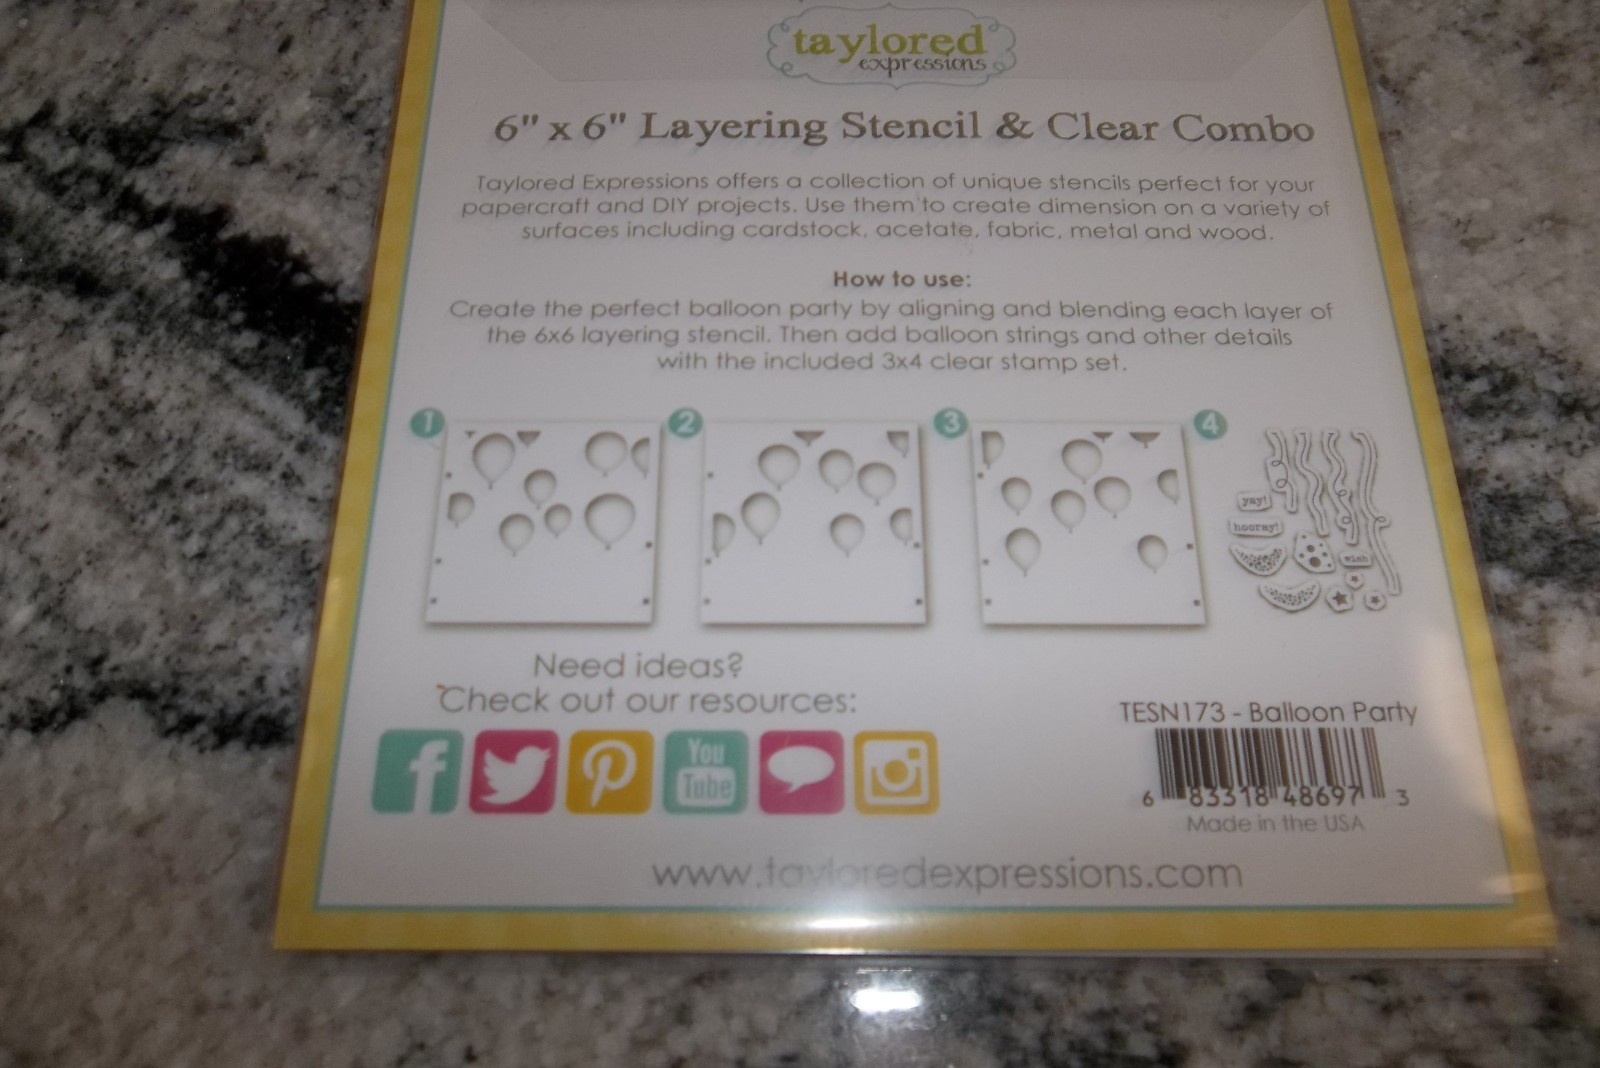 taylored
expressions
6" x 6" Layering Stencil & Clear Combo
Taylored Expressions offers a collection of unique stencils perfect for your
papercraft and DIY projects. Use them to create dimension on a variety of
surfaces including cardstock, acetate, fabric, metal and wood.
How to use:
Create the perfect balloon party by aligning and blending each layer of
the 6x6 layering stencil. Then add balloon strings and other details
with the included 3x4 clear stamp set.
1 2 3 4
yay!
hooray!
wish
Need ideas?
Check out our resources:
You
Tube
TESN173 - Balloon Party
6 83318 48697 3
Made in the USA
www.tayloredexpressions.com